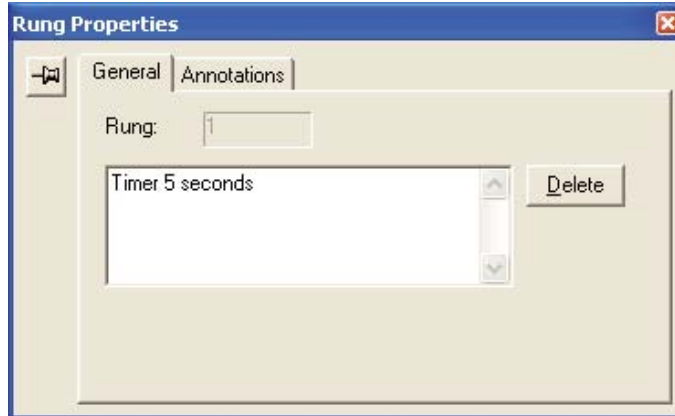 Rung Properties
General Annotations
Rung: 1
Timer 5 seconds
Delete